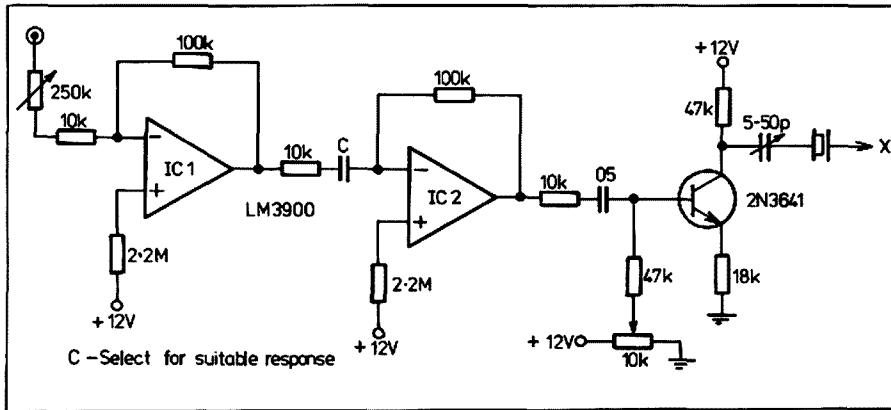 250k
10k
100k
IC 1
2·2M
+ 12V
LM3900
10k
C
100k
IC 2
2·2M
+ 12V
10k
05
47k
+ 12V
10k
+ 12V
47k
5-50p
X
2N3641
18k
C - Select for suitable response